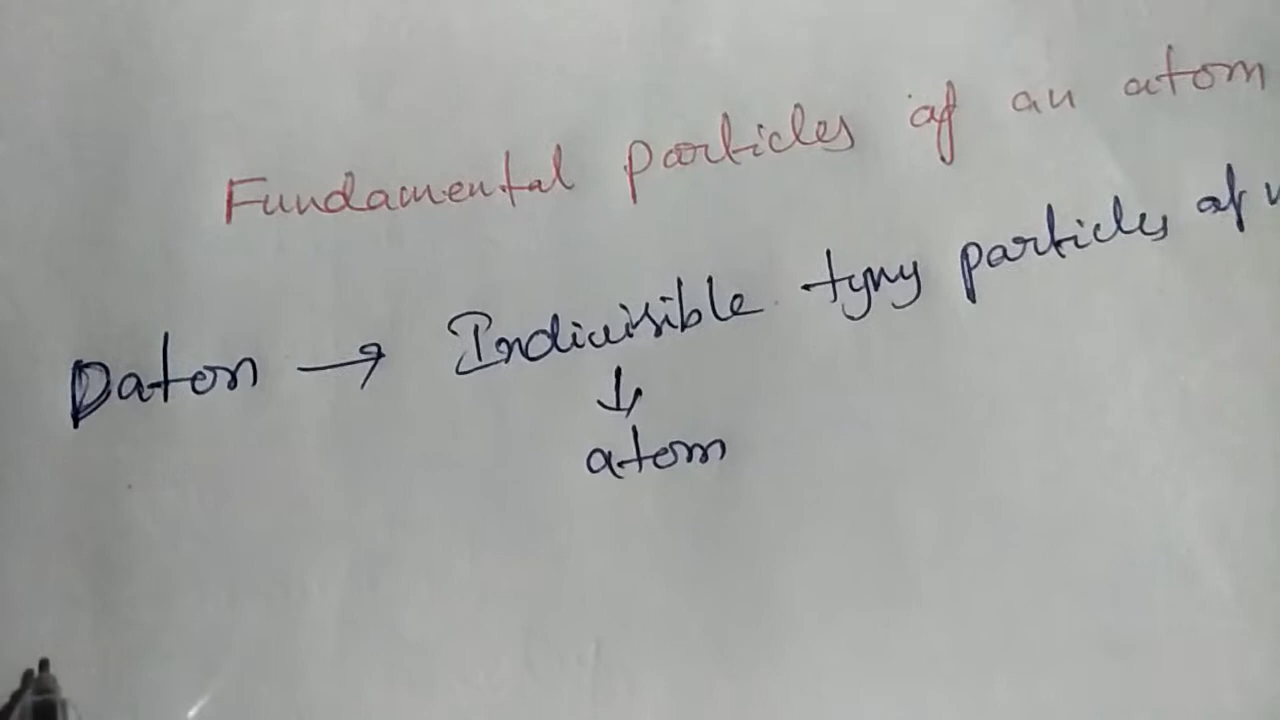 Fundamental particles of an atom
Daton → Indivisible tyny particles of
↓
atom